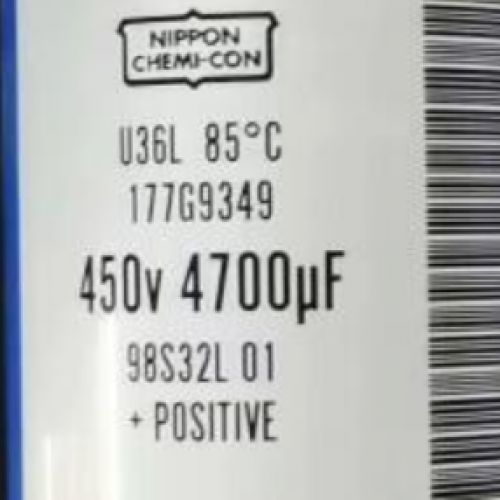 NIPPON
CHEMI-CON
U36L 85°C
177G9349
450v 4700µF
98S32L 01
+ POSITIVE